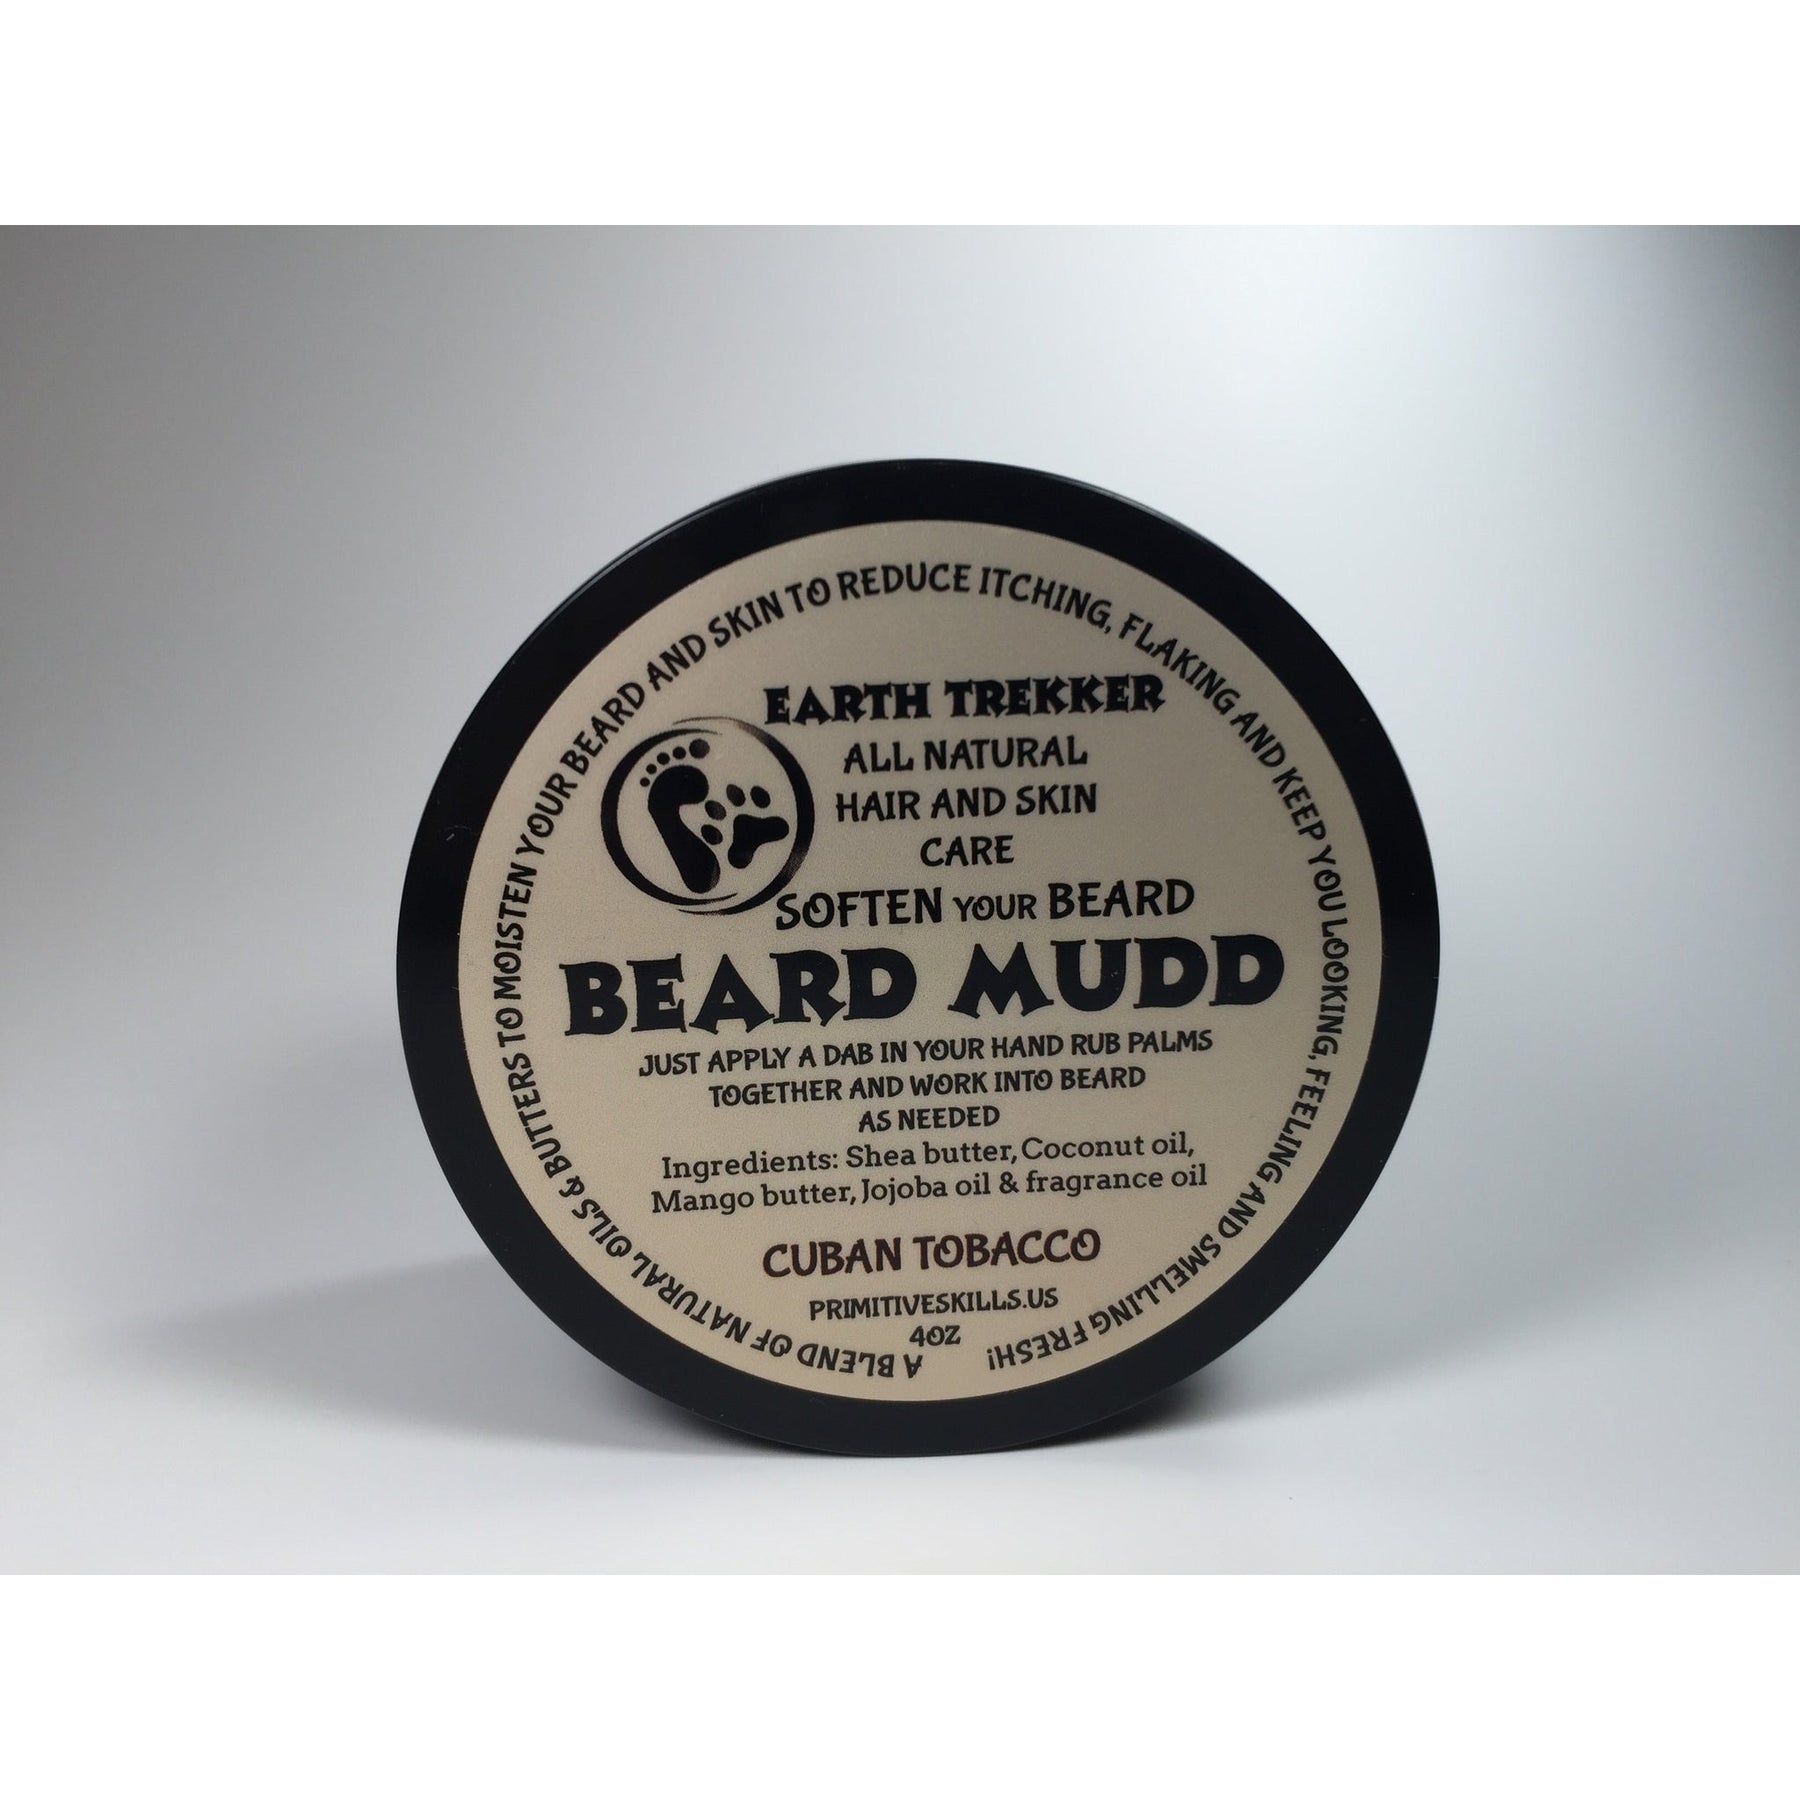 A BLEND OF NATURAL OILS & BUTTERS TO MOISTEN YOUR BEARD AND SKIN TO REDUCE ITCHING, FLAKING AND KEEP YOU LOOKING, FEELING AND SMELLING FRESH!
EARTH TREKKER
ALL NATURAL
HAIR AND SKIN
CARE
SOFTEN YOUR BEARD
BEARD MUDD
JUST APPLY A DAB IN YOUR HAND RUB PALMS
TOGETHER AND WORK INTO BEARD
AS NEEDED
Ingredients: Shea butter, Coconut oil,
Mango butter, Jojoba oil & fragrance oil
CUBAN TOBACCO
PRIMITIVESKILLS.US
4OZ